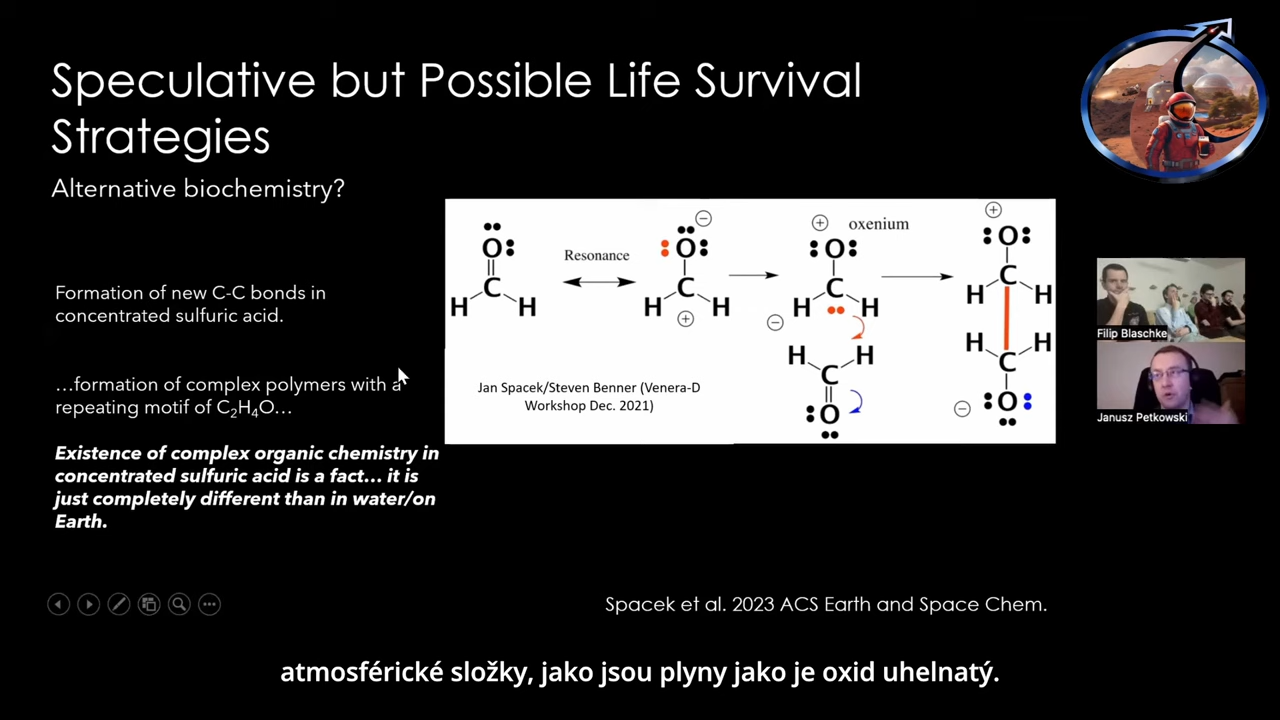 Speculative but Possible Life Survival
Strategies
Alternative biochemistry?
Formation of new C-C bonds in
concentrated sulfuric acid.
…formation of complex polymers with a
repeating motif of C₂H₄O…
Existence of complex organic chemistry in
concentrated sulfuric acid is a fact… it is
just completely different than in water/on
Earth.
O
C
H H
Resonance
−
O
C
H H
+
+ oxenium
O
C
H H
−
H H
C
O
+
O
C
H H
H H
C
− O
Jan Spacek/Steven Benner (Venera-D
Workshop Dec. 2021)
Filip Blaschke
Janusz Petkowski
Spacek et al. 2023 ACS Earth and Space Chem.
atmosférické složky, jako jsou plyny jako je oxid uhelnatý.